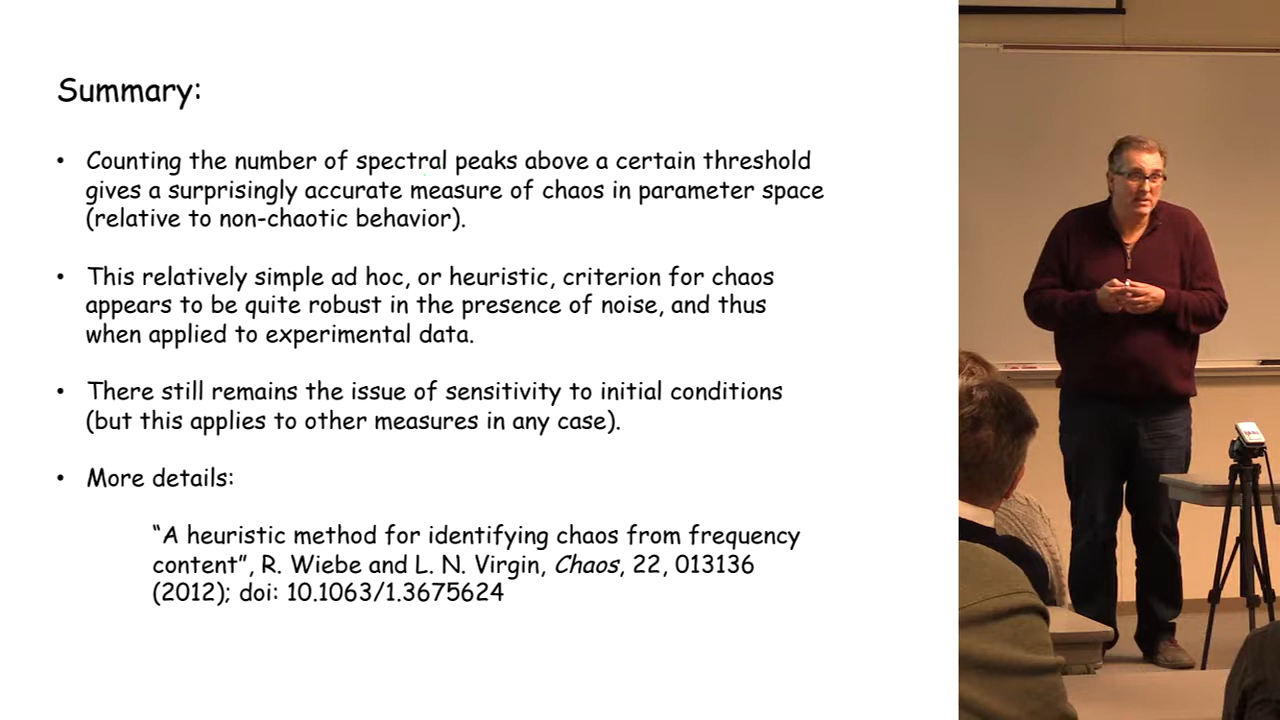 Summary:
• Counting the number of spectral peaks above a certain threshold
gives a surprisingly accurate measure of chaos in parameter space
(relative to non-chaotic behavior).
• This relatively simple ad hoc, or heuristic, criterion for chaos
appears to be quite robust in the presence of noise, and thus
when applied to experimental data.
• There still remains the issue of sensitivity to initial conditions
(but this applies to other measures in any case).
• More details:
“A heuristic method for identifying chaos from frequency
content”, R. Wiebe and L. N. Virgin, Chaos, 22, 013136
(2012); doi: 10.1063/1.3675624